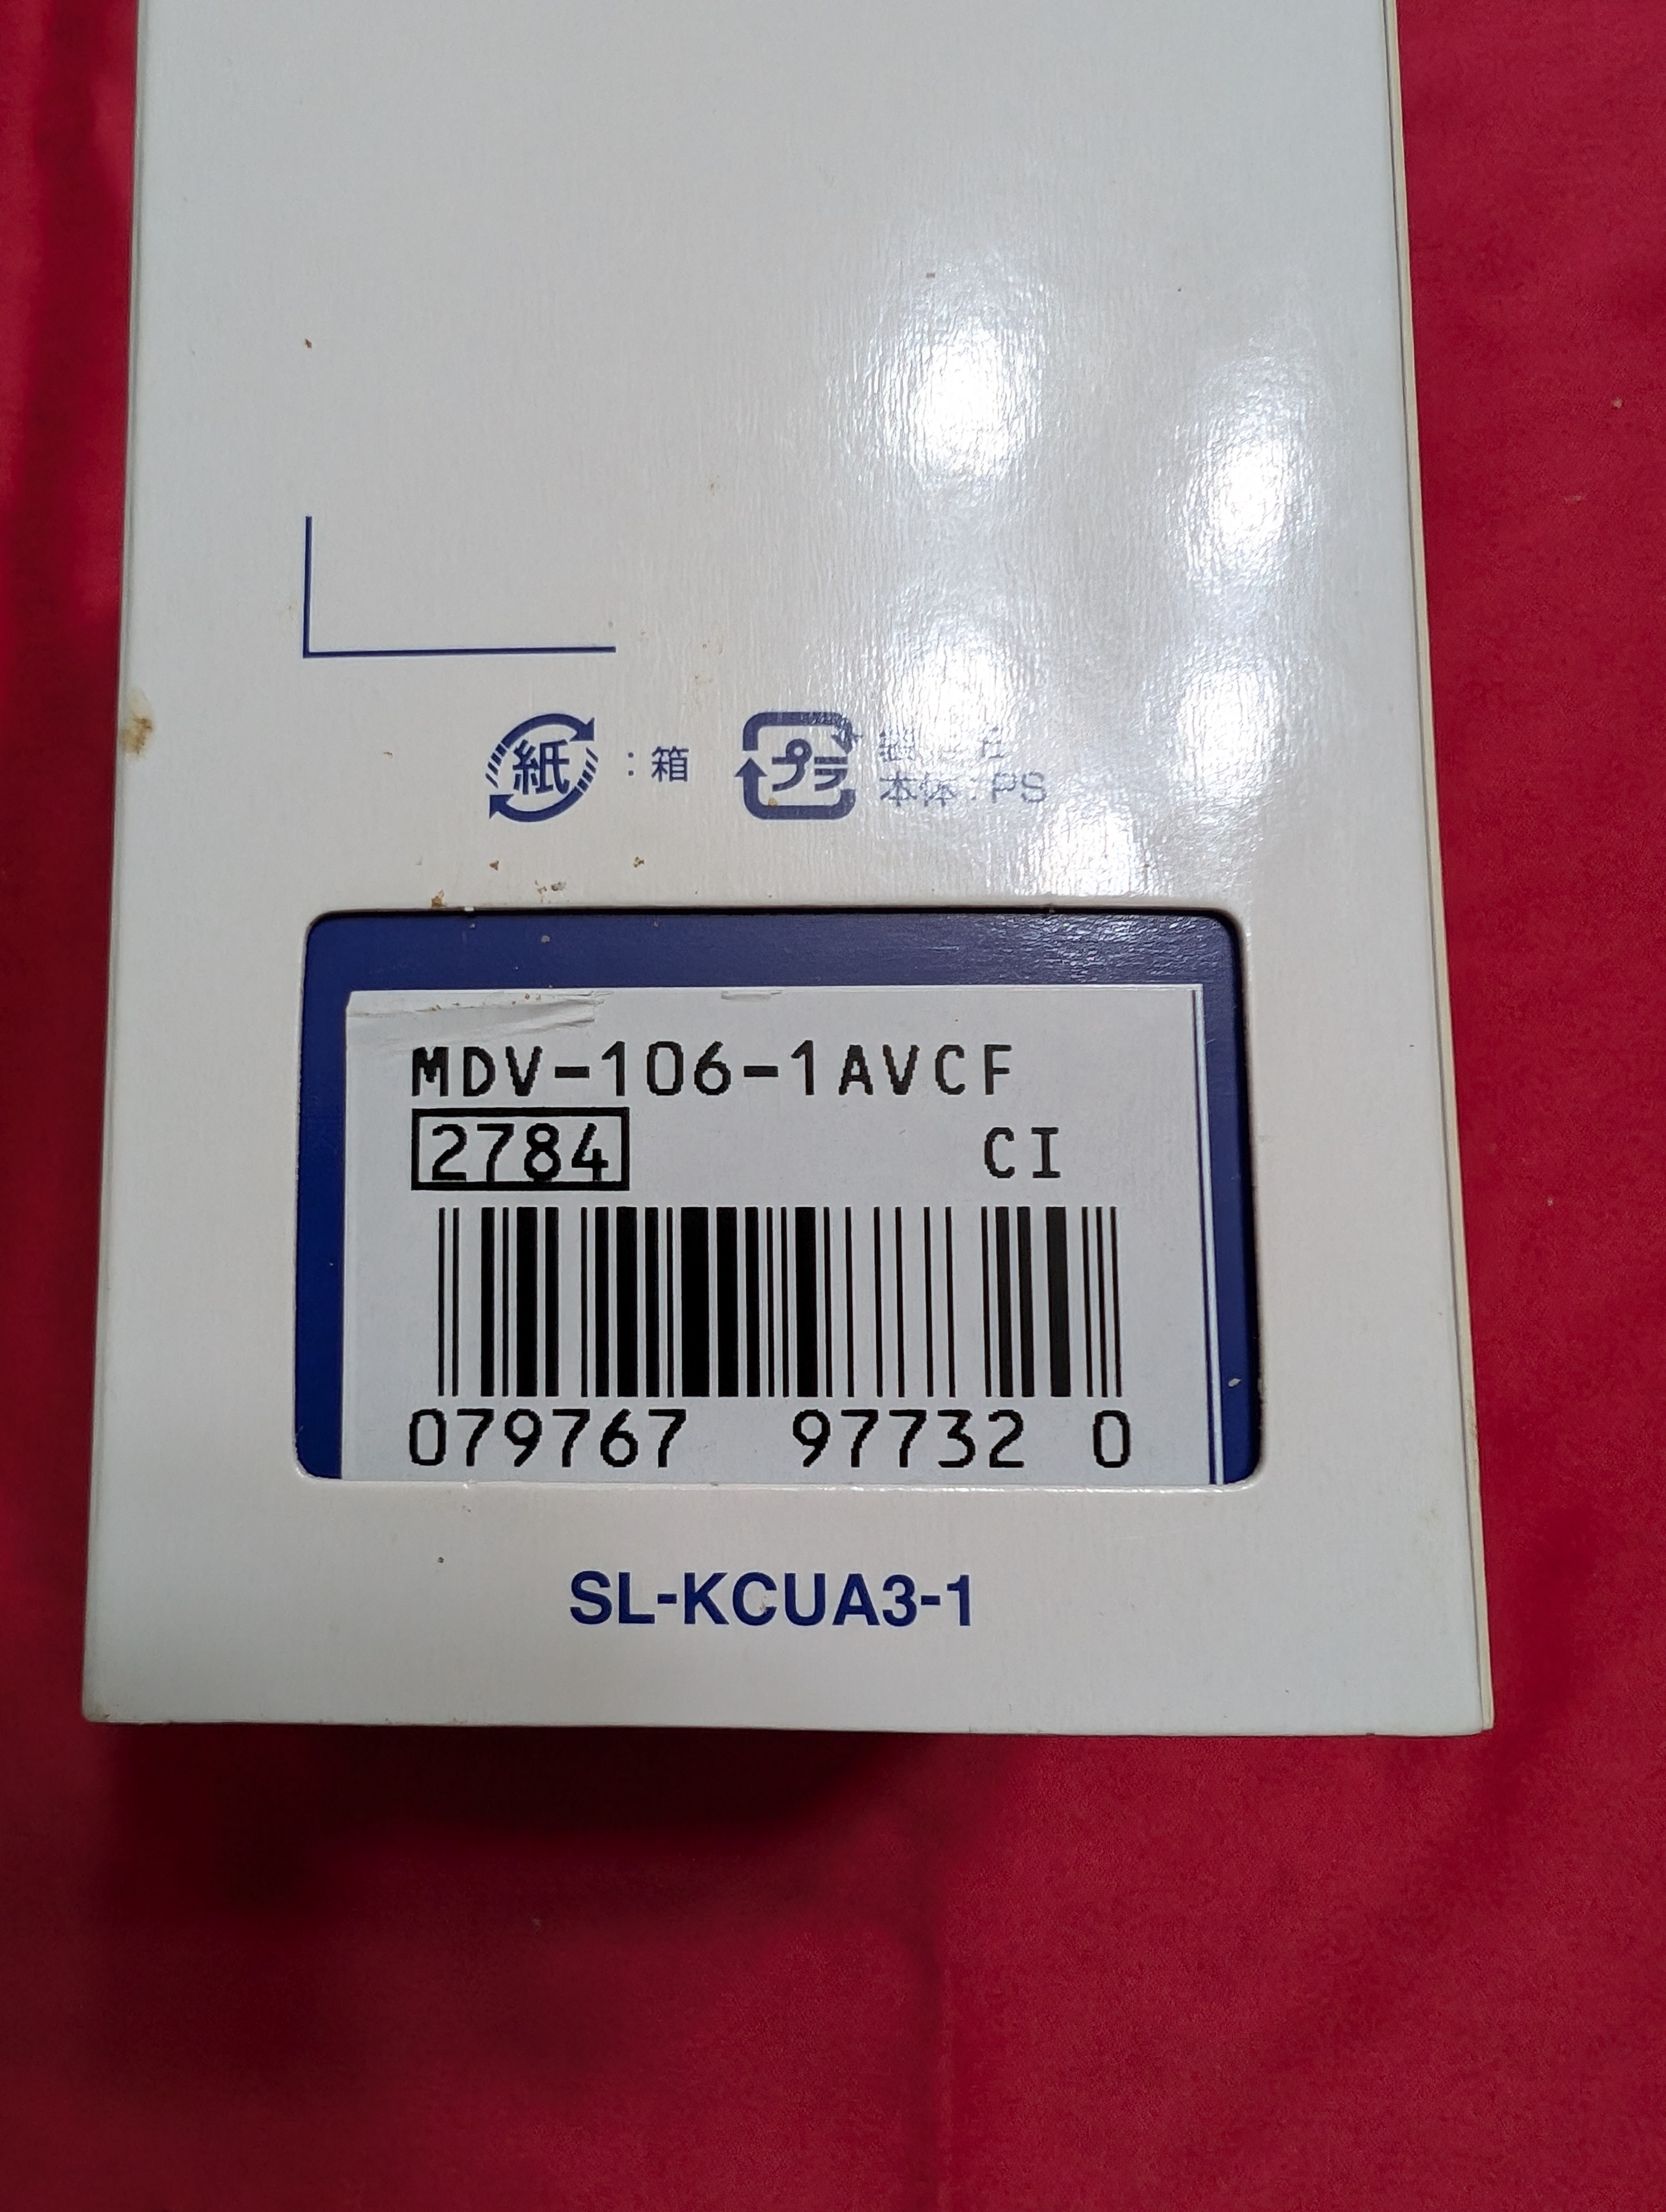 紙 : 箱
プラ
本体 : PS
MDV-106-1AVCF
2784 CI
079767 97732 0
SL-KCUA3-1